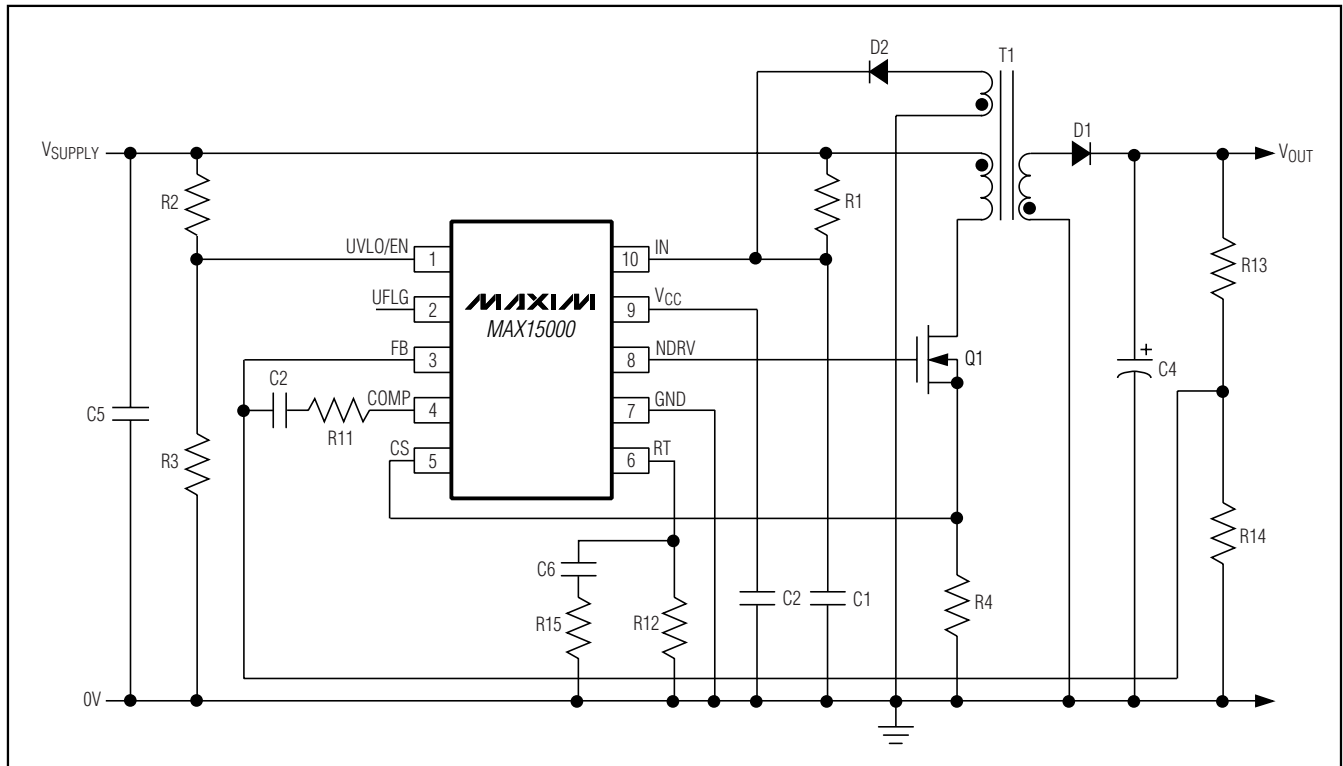 D2
T1
VSUPPLY
D1
VOUT
R2
R1
UVLO/EN
1
10
IN
R13
UFLG
2
MAXIM
MAX15000
9
VCC
FB
3
8
NDRV
Q1
+
C4
C2
COMP
4
7
GND
C5
R11
CS
5
6
RT
R3
R14
C6
R15
R12
C2
C1
R4
0V